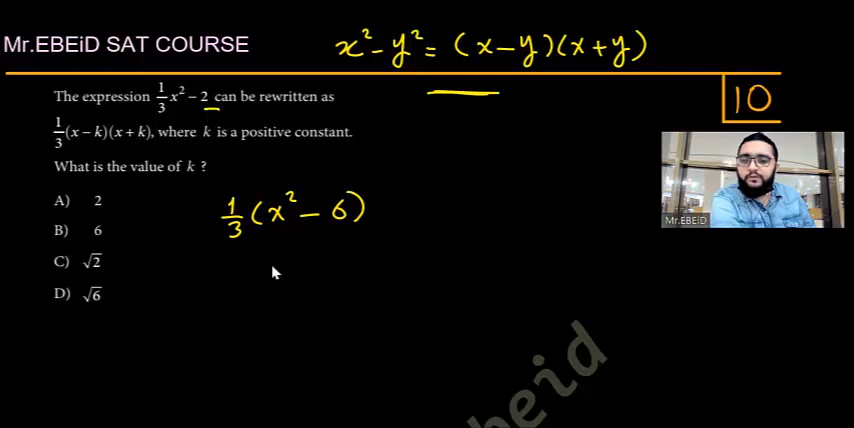 Mr.EBEiD SAT COURSE
x² - y² = (x - y)(x + y)
10
The expression 1/3 x² − 2 can be rewritten as
1/3 (x − k)(x + k), where k is a positive constant.
What is the value of k ?
A) 2
B) 6
C) √2
D) √6
1/3 (x² - 6)
Mr.EBEiD